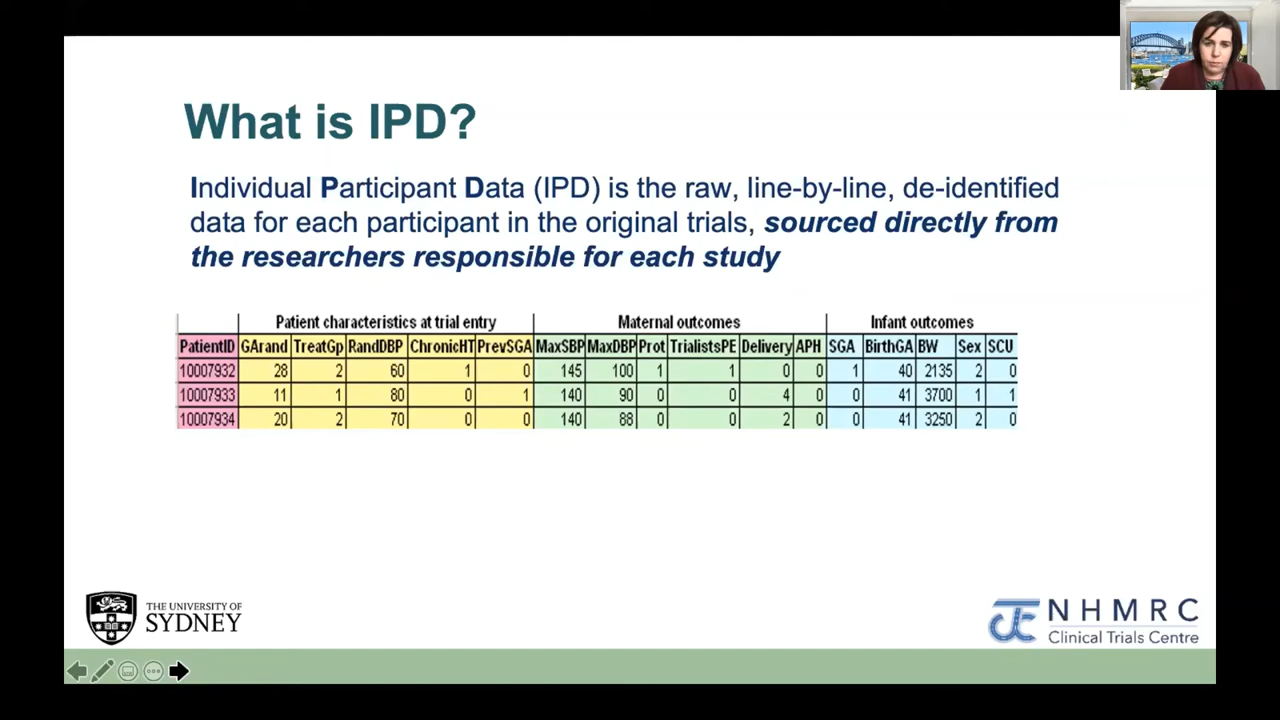 What is IPD?
Individual Participant Data (IPD) is the raw, line-by-line, de-identified
data for each participant in the original trials, sourced directly from
the researchers responsible for each study
Patient characteristics at trial entry Maternal outcomes Infant outcomes
PatientID GArand TreatGp RandDBP ChronicHT PrevSGA MaxSBP MaxDBP Prot TrialistsPE Delivery APH SGA BirthGA BW Sex SCU
10007932 28 2 60 1 0 145 100 1 1 0 0 1 40 2135 2 0
10007933 11 1 80 0 1 140 90 0 0 4 0 0 41 3700 1 1
10007934 20 2 70 0 0 140 88 0 0 2 0 0 41 3250 2 0
THE UNIVERSITY OF
SYDNEY
NHMRC
Clinical Trials Centre